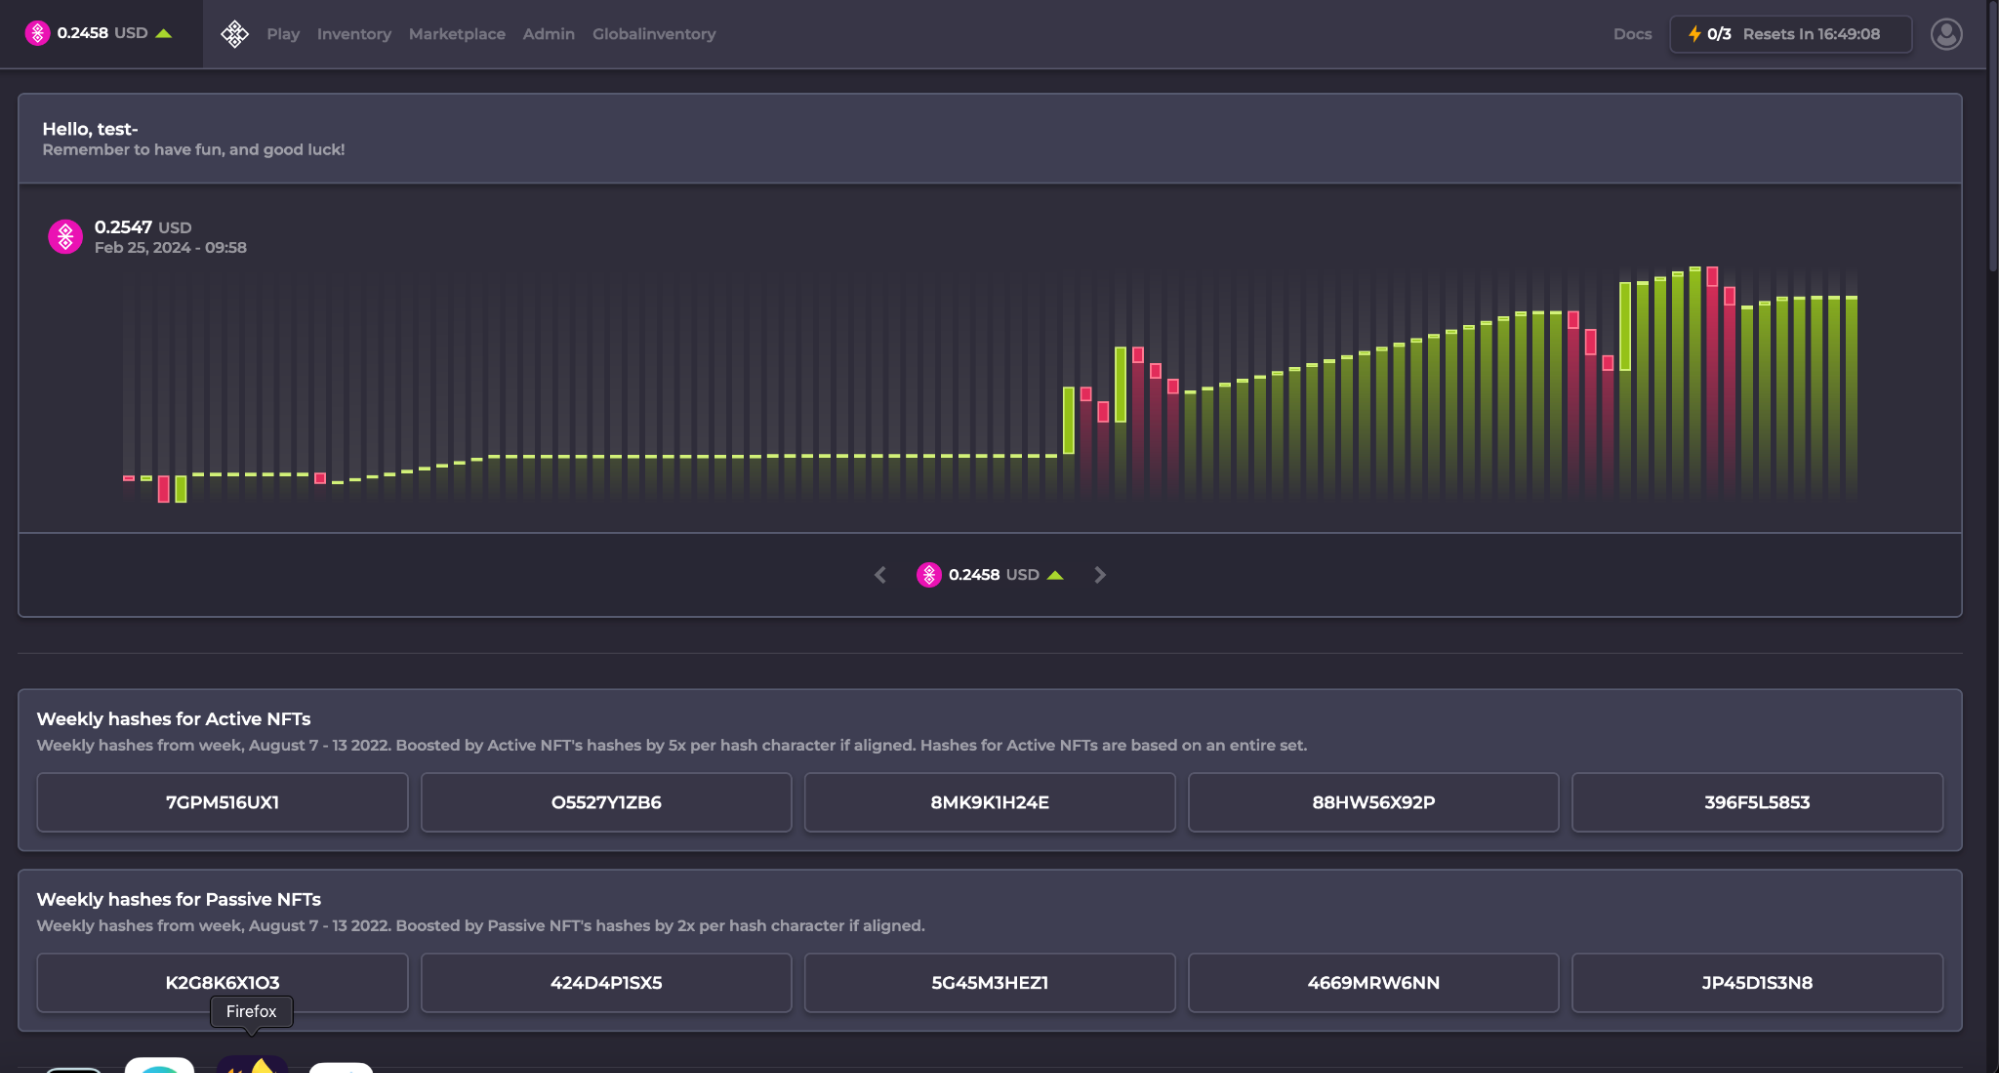 0.2458 USD
Play Inventory Marketplace Admin Globalinventory
Docs
0/3 Resets In 16:49:08
Hello, test-
Remember to have fun, and good luck!
0.2547 USD
Feb 25, 2024 - 09:58
0.2458 USD
Weekly hashes for Active NFTs
Weekly hashes from week, August 7 - 13 2022. Boosted by Active NFT's hashes by 5x per hash character if aligned. Hashes for Active NFTs are based on an entire set.
7GPM516UX1
O5527Y1ZB6
8MK9K1H24E
88HW56X92P
396F5L5853
Weekly hashes for Passive NFTs
Weekly hashes from week, August 7 - 13 2022. Boosted by Passive NFT's hashes by 2x per hash character if aligned.
K2G8K6X1O3
424D4P1SX5
5G45M3HEZ1
4669MRW6NN
JP45D1S3N8
Firefox